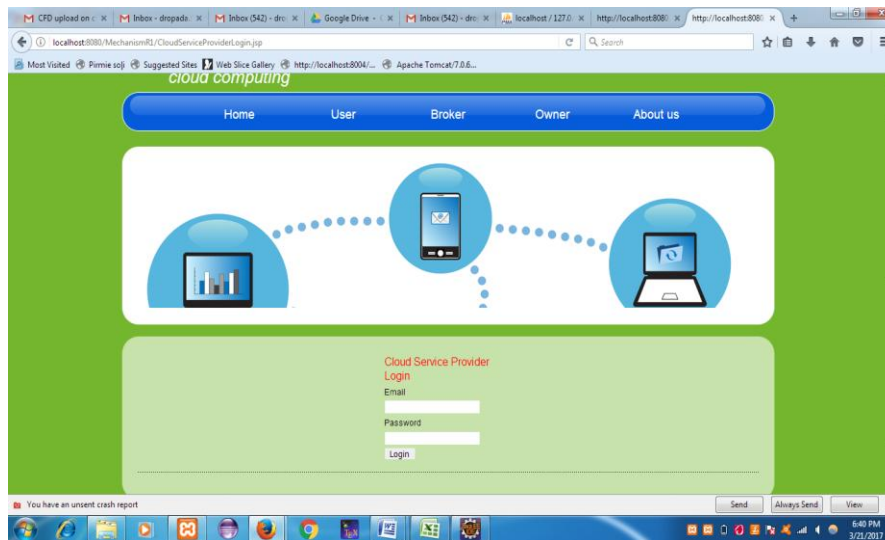 CFD upload on c
Inbox - dropada.
Inbox (542) - dro
Google Drive -
Inbox (542) - dro
localhost / 127.0
http://localhost:8080
http://localhost:8080
localhost:8080/MechanismR1/CloudServiceProviderLogin.jsp
Search
Most Visited Pirmie soji Suggested Sites Web Slice Gallery http://localhost:8004/... Apache Tomcat/7.0.6...
cloud computing
Home User Broker Owner About us
Cloud Service Provider
Login
Email
Password
Login
You have an unsent crash report Send Always Send View
6:40 PM
3/21/2017